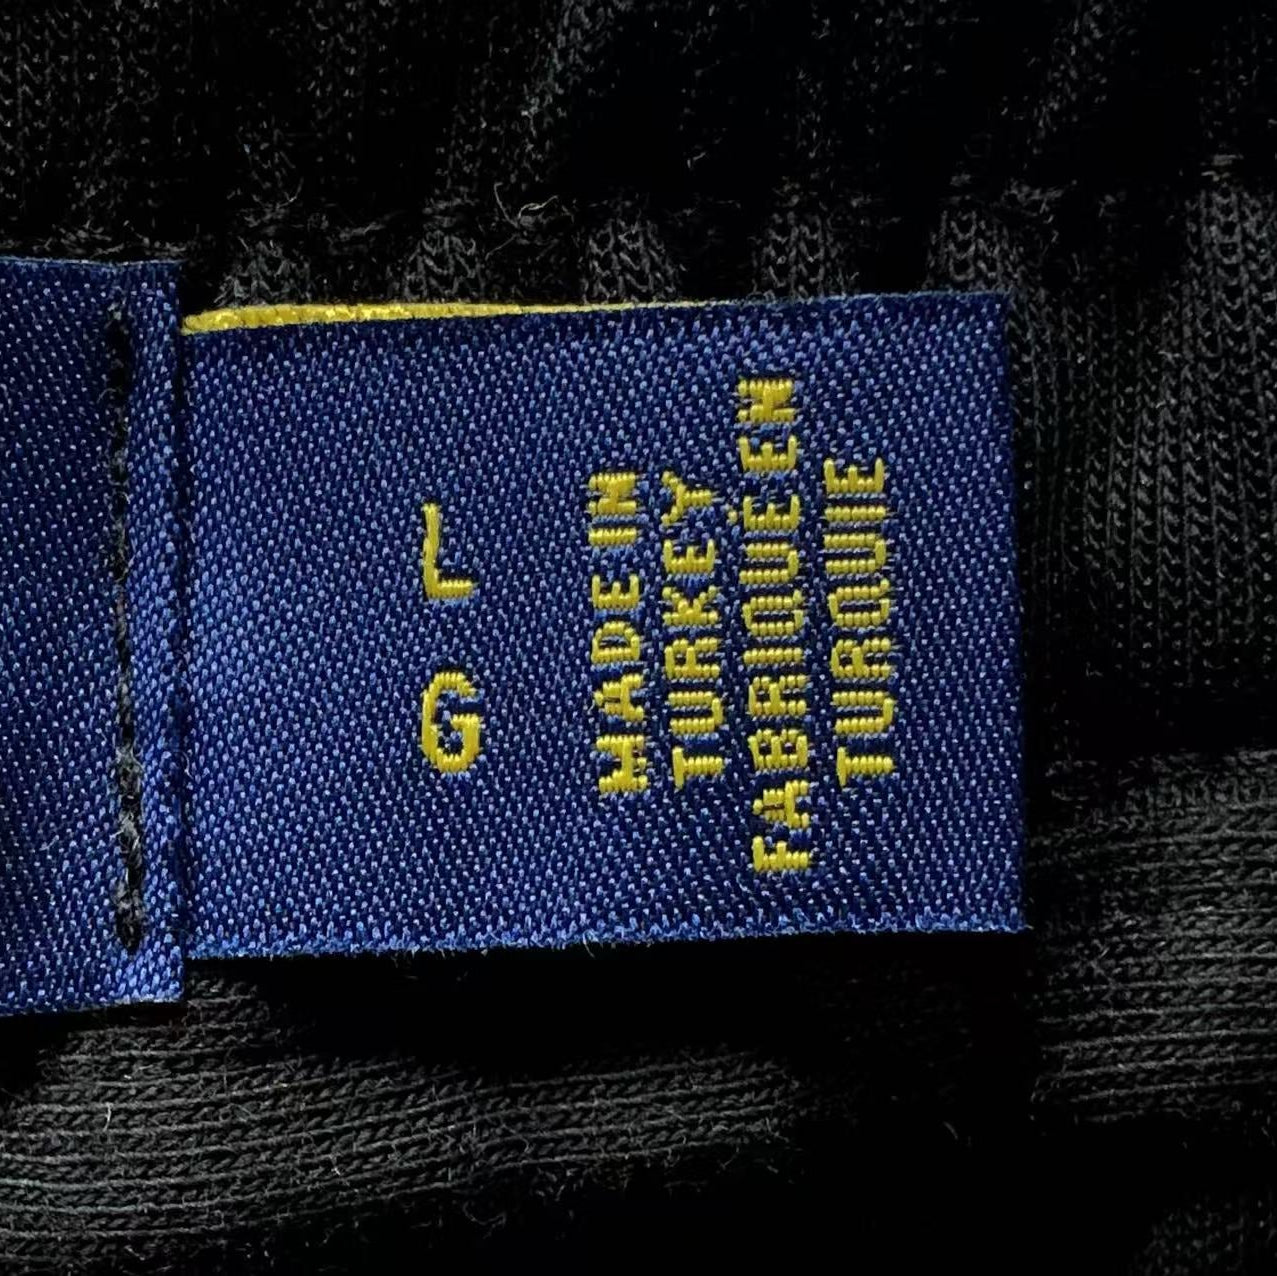 L
G
MADE IN
TURKEY
FABRIQUÉ EN
TURQUIE